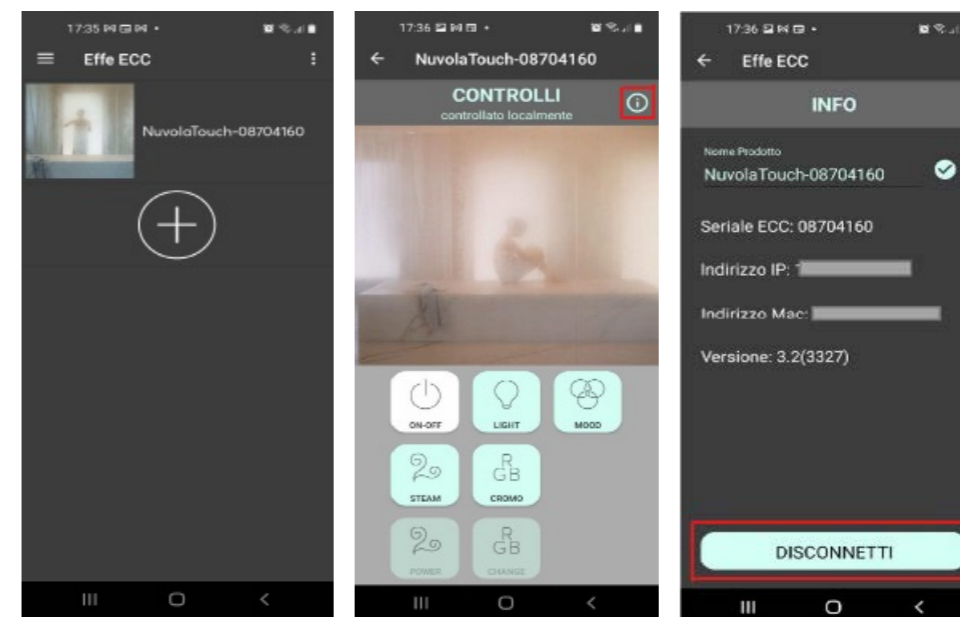 17:35
Effe ECC
NuvolaTouch-08704160
17:36
NuvolaTouch-08704160
CONTROLLI
controllato localmente
ON-OFF
LIGHT
MOOD
STEAM
R
GB
CROMO
POWER
R
GB
CHANGE
17:36
Effe ECC
INFO
Nome Prodotto
NuvolaTouch-08704160
Seriale ECC: 08704160
Indirizzo IP:
Indirizzo Mac:
Versione: 3.2(3327)
DISCONNETTI